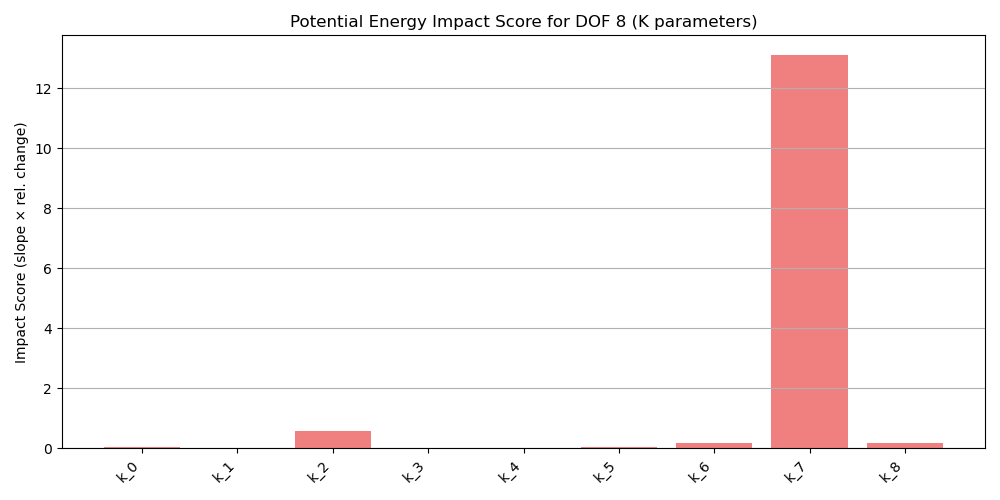 Potential Energy Impact Score for DOF 8 (K parameters)
Impact Score (slope × rel. change)
12
10
8
6
4
2
0
k_0
k_1
k_2
k_3
k_4
k_5
k_6
k_7
k_8